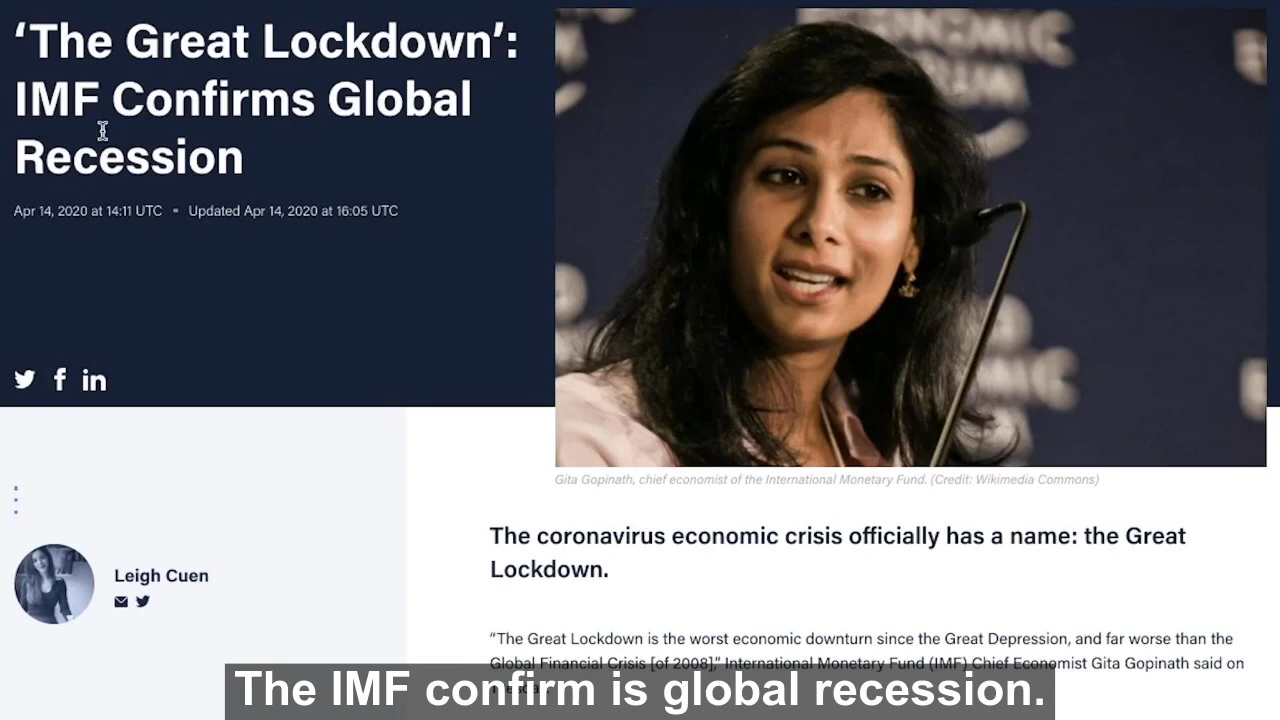 ‘The Great Lockdown’:
IMF Confirms Global
Recession
Apr 14, 2020 at 14:11 UTC ▪ Updated Apr 14, 2020 at 16:05 UTC
Gita Gopinath, chief economist of the International Monetary Fund. (Credit: Wikimedia Commons)
Leigh Cuen
The coronavirus economic crisis officially has a name: the Great
Lockdown.
“The Great Lockdown is the worst economic downturn since the Great Depression, and far worse than the
Global Financial Crisis [of 2008],” International Monetary Fund (IMF) Chief Economist Gita Gopinath said on
The IMF confirm is global recession.